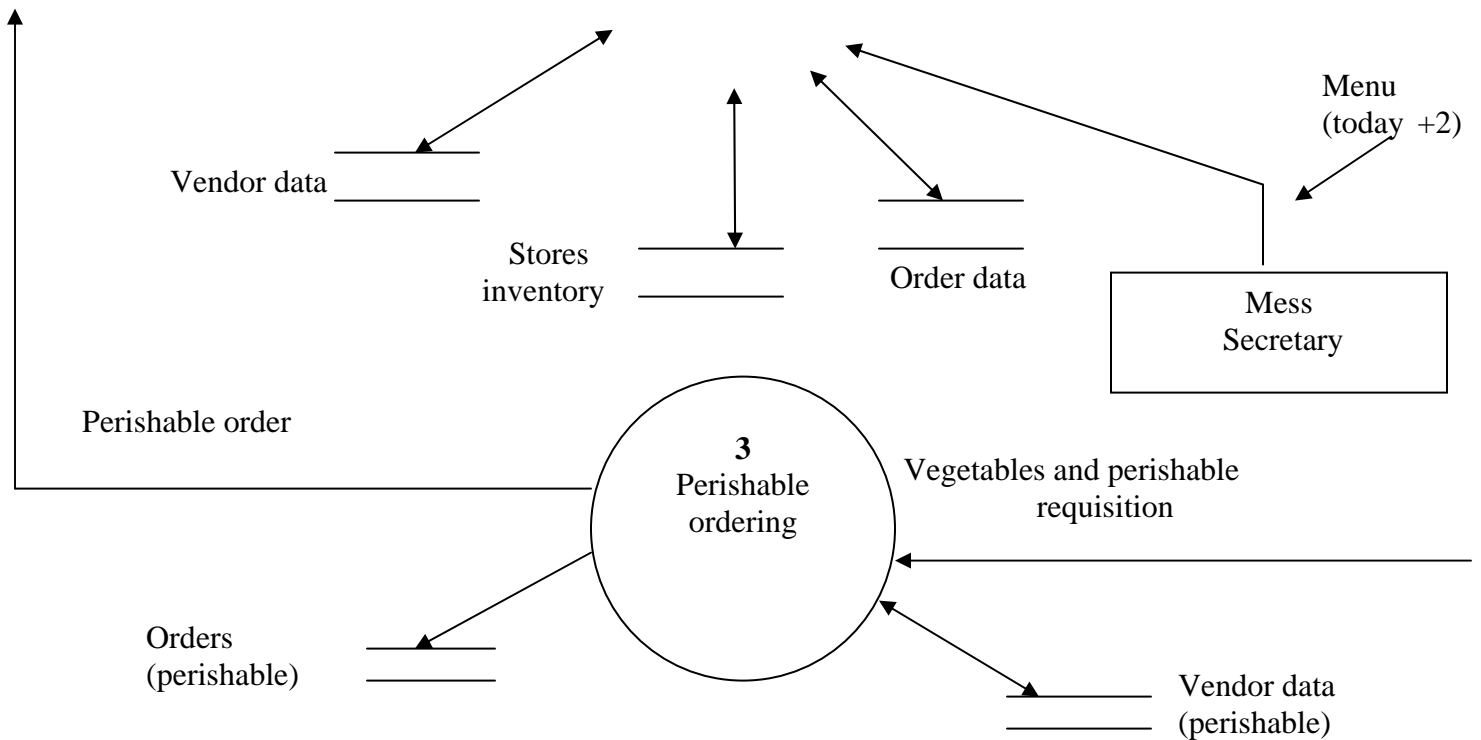 Menu
(today +2)
Vendor data
Stores
inventory
Order data
Mess
Secretary
Perishable order
3
Perishable
ordering
Vegetables and perishable
requisition
Orders
(perishable)
Vendor data
(perishable)